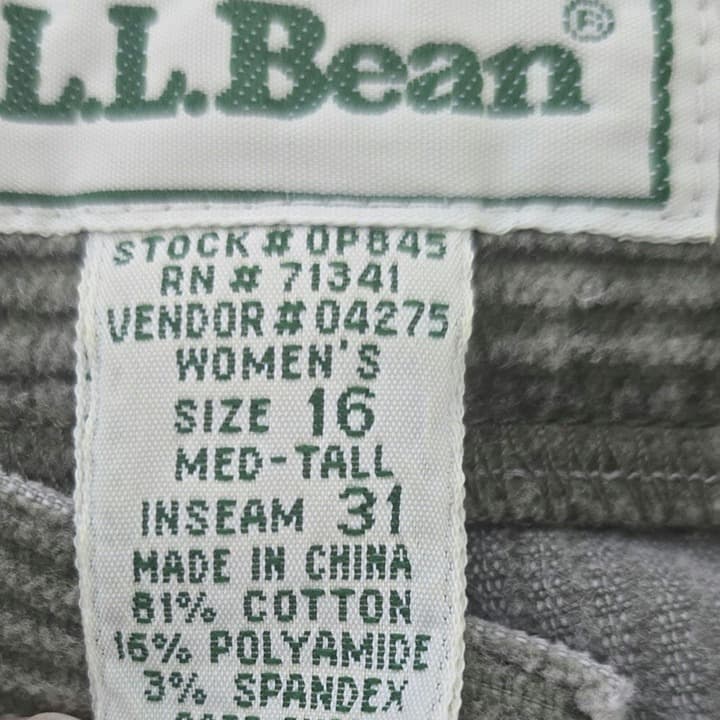 L.L.Bean®
STOCK # OP845
RN # 71341
VENDOR # 04275
WOMEN'S
SIZE 16
MED-TALL
INSEAM 31
MADE IN CHINA
81% COTTON
16% POLYAMIDE
3% SPANDEX